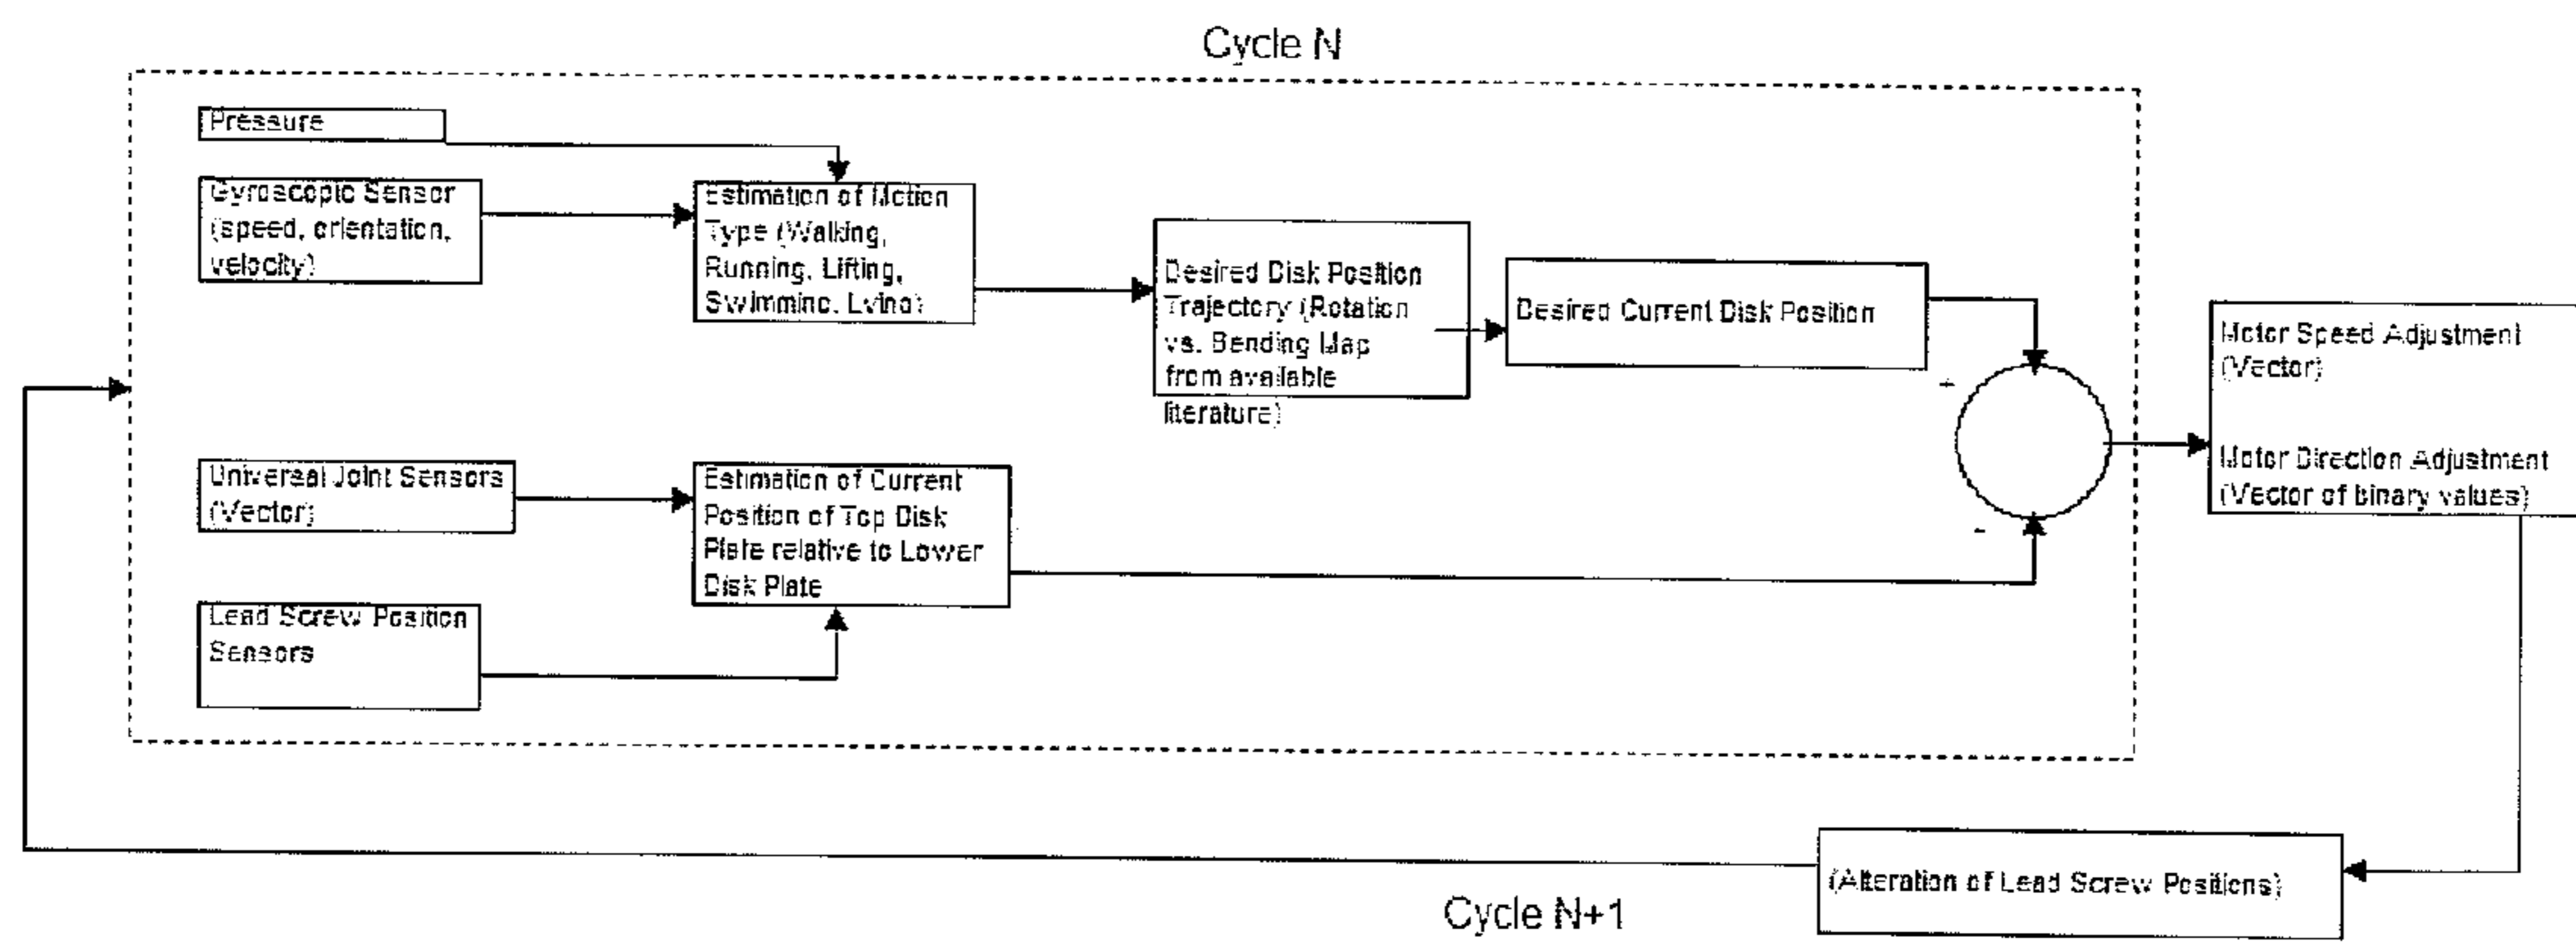 Cycle N
Pressure
Gyroscopic Sensor
(speed, orientation,
velocity)
Estimation of Motion
Type (Walking,
Running, Lifting,
Swimming, Lying)
Desired Disk Position
Trajectory (Rotation
vs. Bending Map
from available
literature)
Desired Current Disk Position
+
-
Motor Speed Adjustment
(Vector)
Motor Direction Adjustment
(Vector of binary values)
Universal Joint Sensors
(Vector)
Estimation of Current
Position of Top Disk
Plate relative to Lower
Disk Plate
Lead Screw Position
Sensors
(Alteration of Lead Screw Positions)
Cycle N+1